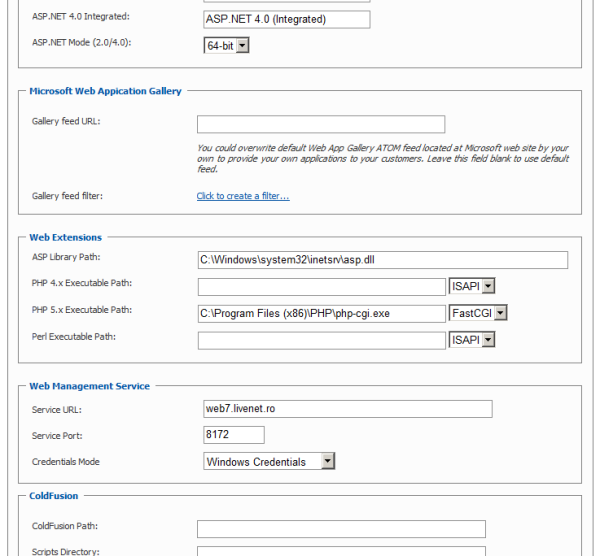 ASP.NET 4.0 Integrated: ASP.NET 4.0 (Integrated)
ASP.NET Mode (2.0/4.0): 64-bit
Microsoft Web Appication Gallery
Gallery feed URL:
You could overwrite default Web App Gallery ATOM feed located at Microsoft web site by your
own to provide your own applications to your customers. Leave this field blank to use default
feed.
Gallery feed filter: Click to create a filter...
Web Extensions
ASP Library Path: C:\Windows\system32\inetsrv\asp.dll
PHP 4.x Executable Path: ISAPI
PHP 5.x Executable Path: C:\Program Files (x86)\PHP\php-cgi.exe FastCGI
Perl Executable Path: ISAPI
Web Management Service
Service URL: web7.livenet.ro
Service Port: 8172
Credentials Mode Windows Credentials
ColdFusion
ColdFusion Path:
Scripts Directory: